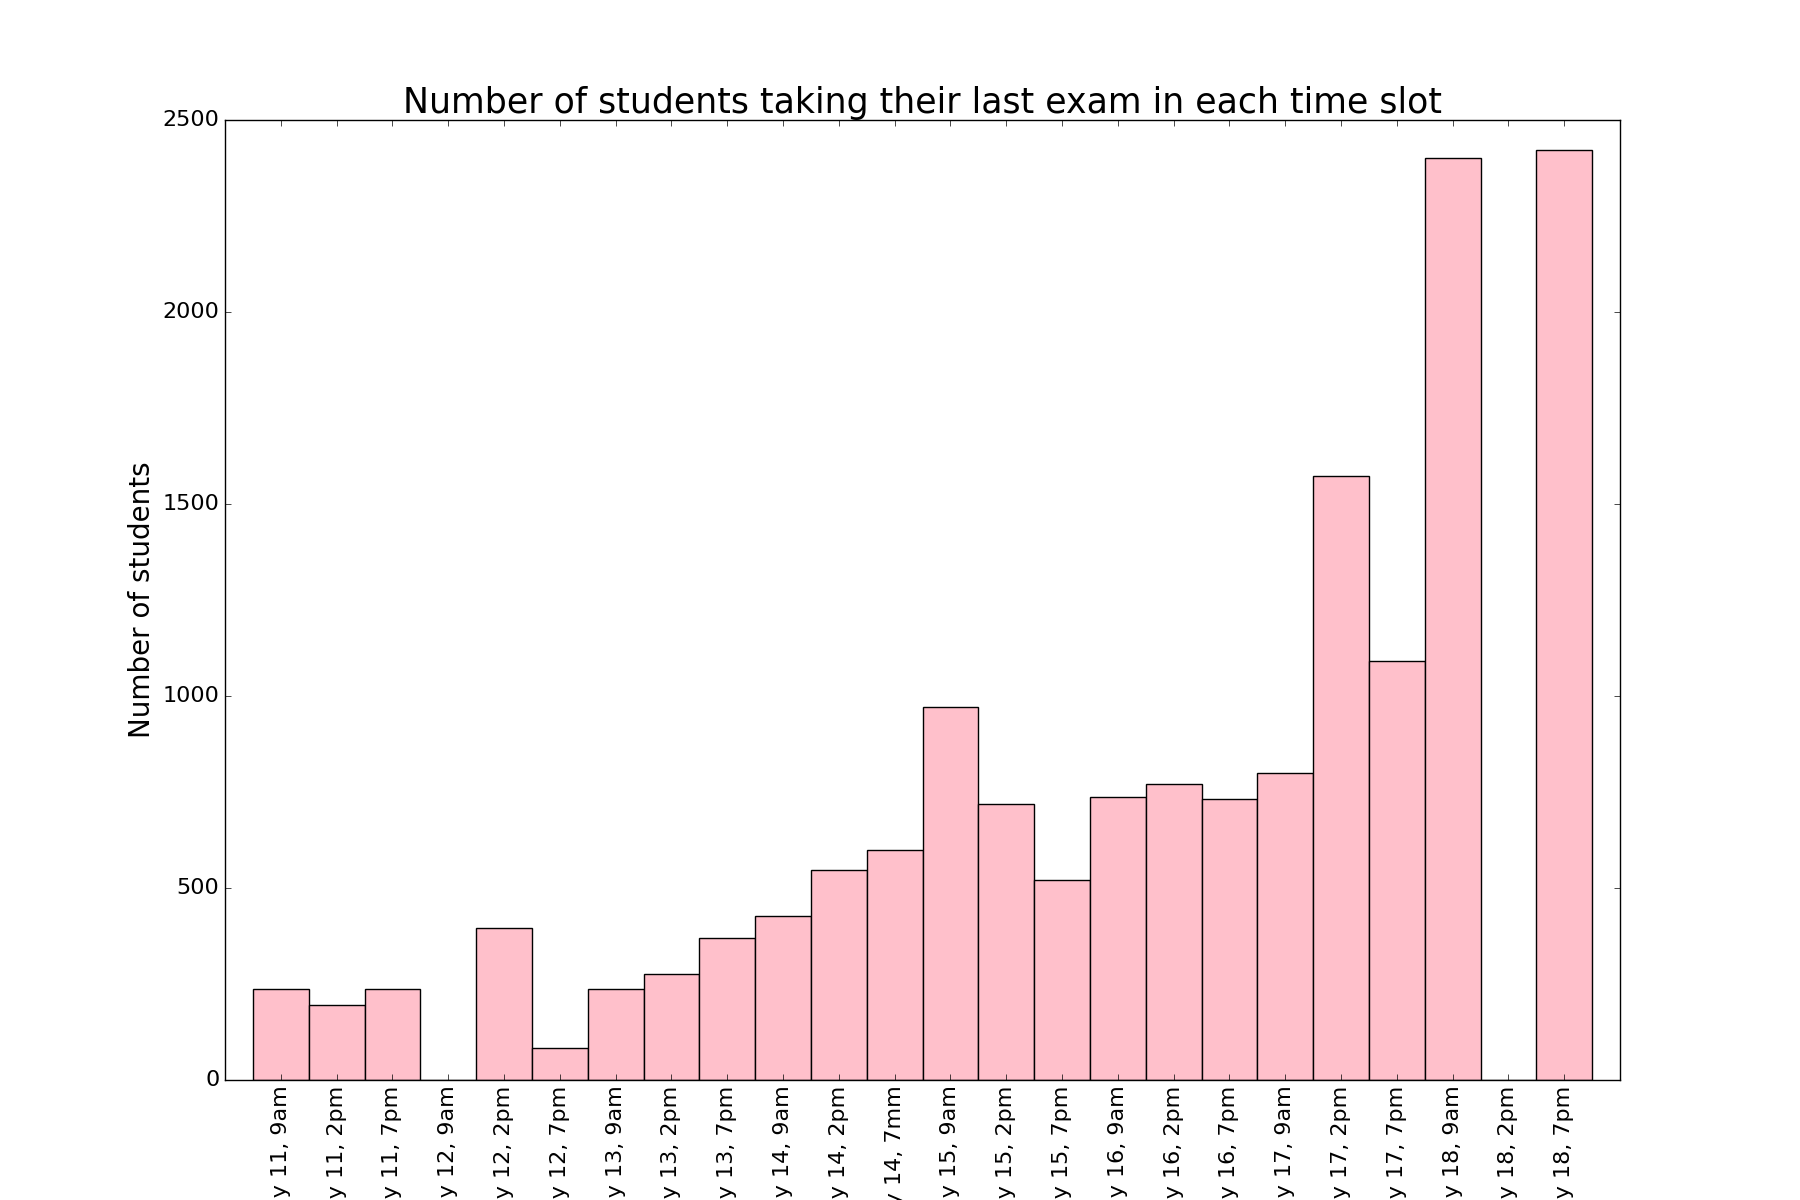 Number of students taking their last exam in each time slot
Number of students
2500
2000
1500
1000
500
0
y 11, 9am
y 11, 2pm
y 11, 7pm
y 12, 9am
y 12, 2pm
y 12, 7pm
y 13, 9am
y 13, 2pm
y 13, 7pm
y 14, 9am
y 14, 2pm
y 14, 7mm
y 15, 9am
y 15, 2pm
y 15, 7pm
y 16, 9am
y 16, 2pm
y 16, 7pm
y 17, 9am
y 17, 2pm
y 17, 7pm
y 18, 9am
y 18, 2pm
y 18, 7pm